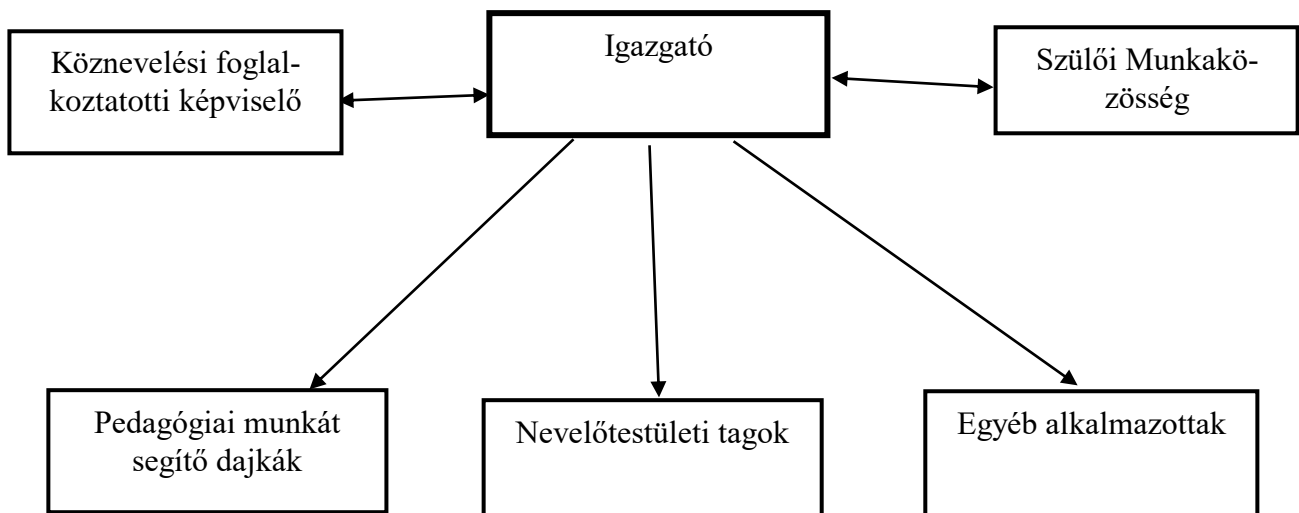 Köznevelési foglal-
koztatotti képviselő
Igazgató
Szülői Munkakö-
zösség
Pedagógiai munkát
segítő dajkák
Nevelőtestületi tagok
Egyéb alkalmazottak